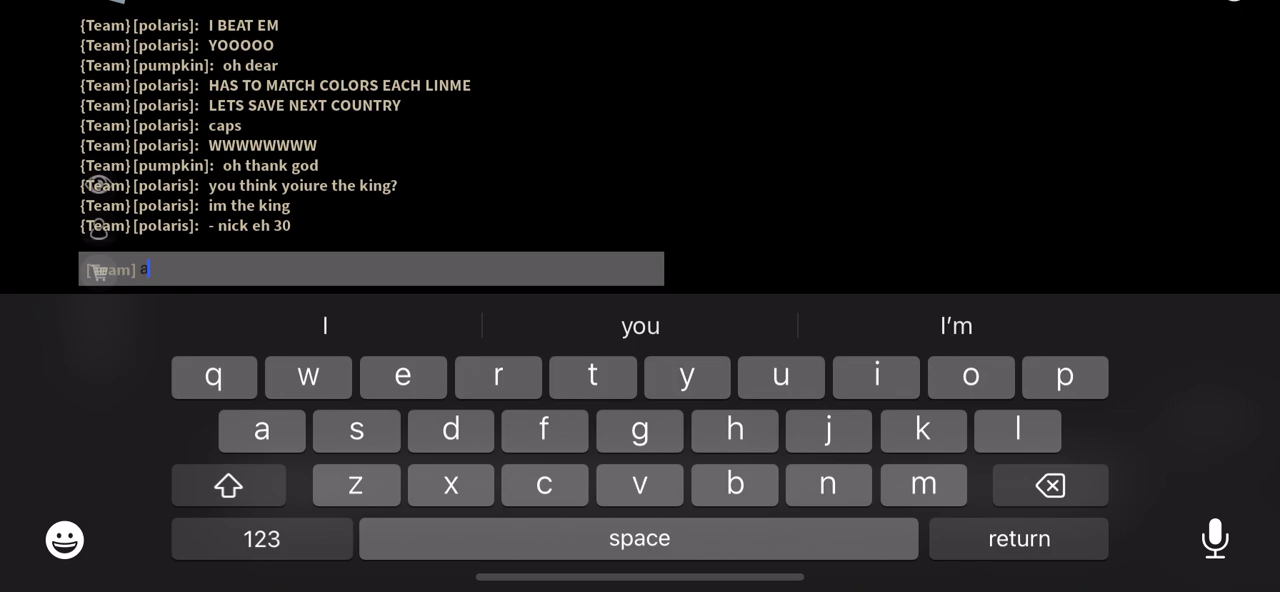 {Team}[polaris]: I BEAT EM
{Team}[polaris]: YOOOOO
{Team}[pumpkin]: oh dear
{Team}[polaris]: HAS TO MATCH COLORS EACH LINME
{Team}[polaris]: LETS SAVE NEXT COUNTRY
{Team}[polaris]: caps
{Team}[polaris]: WWWWWWWW
{Team}[pumpkin]: oh thank god
{Team}[polaris]: you think yoiure the king?
{Team}[polaris]: im the king
{Team}[polaris]: - nick eh 30
[Team] a
I you I'm
q w e r t y u i o p
a s d f g h j k l
z x c v b n m
123 space return